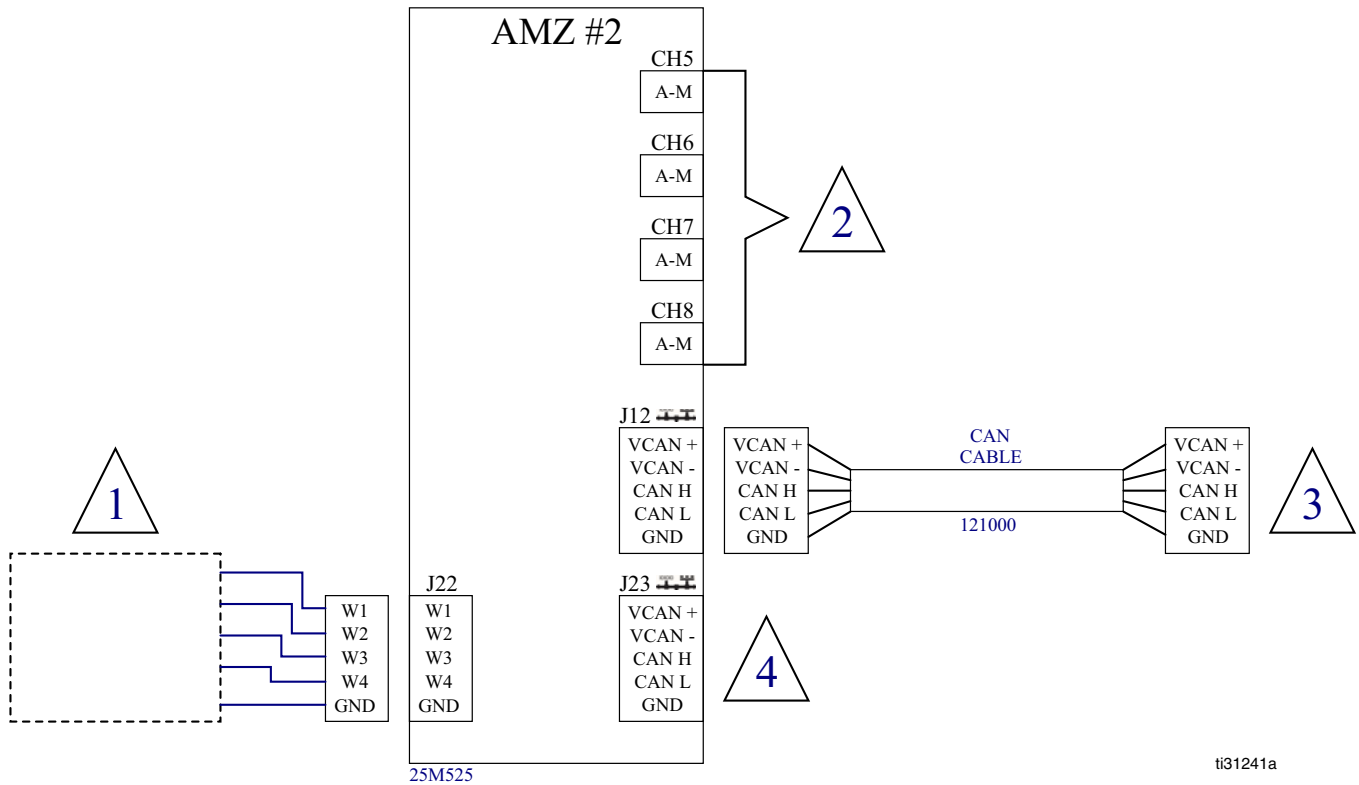 AMZ #2
CH5
A-M
CH6
A-M
CH7
A-M
CH8
A-M
2
J12
VCAN +
VCAN -
CAN H
CAN L
GND
VCAN +
VCAN -
CAN H
CAN L
GND
CAN
CABLE
121000
VCAN +
VCAN -
CAN H
CAN L
GND
3
1
W1
W2
W3
W4
GND
J22
W1
W2
W3
W4
GND
J23
VCAN +
VCAN -
CAN H
CAN L
GND
4
25M525
ti31241a